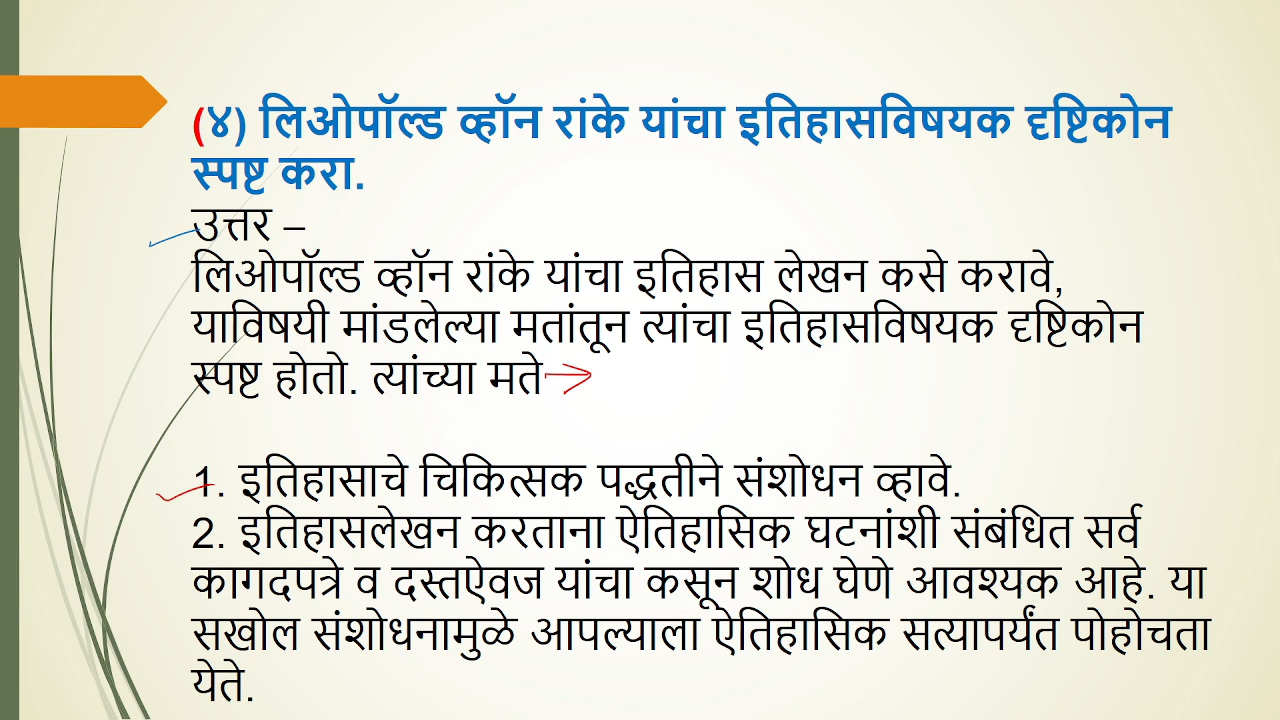 (४) लिओपॉल्ड व्हॉन रांके यांचा इतिहासविषयक दृष्टिकोन
स्पष्ट करा.
उत्तर –
लिओपॉल्ड व्हॉन रांके यांचा इतिहास लेखन कसे करावे,
याविषयी मांडलेल्या मतांतून त्यांचा इतिहासविषयक दृष्टिकोन
स्पष्ट होतो. त्यांच्या मते
1. इतिहासाचे चिकित्सक पद्धतीने संशोधन व्हावे.
2. इतिहासलेखन करताना ऐतिहासिक घटनांशी संबंधित सर्व
कागदपत्रे व दस्तऐवज यांचा कसून शोध घेणे आवश्यक आहे. या
सखोल संशोधनामुळे आपल्याला ऐतिहासिक सत्यापर्यंत पोहोचता
येते.